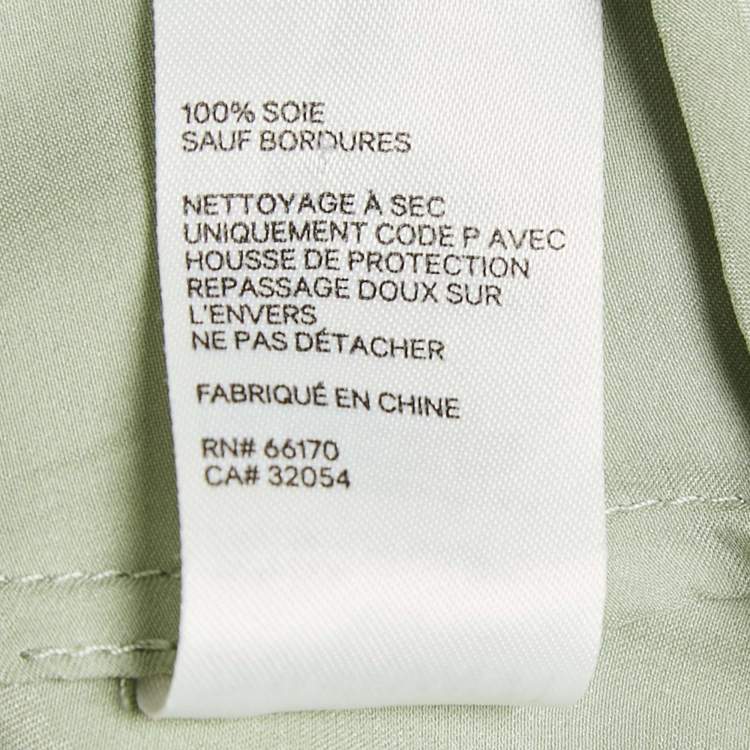 100% SOIE
SAUF BORDURES
NETTOYAGE À SEC
UNIQUEMENT CODE P AVEC
HOUSSE DE PROTECTION
REPASSAGE DOUX SUR
L'ENVERS
NE PAS DÉTACHER
FABRIQUÉ EN CHINE
RN# 66170
CA# 32054